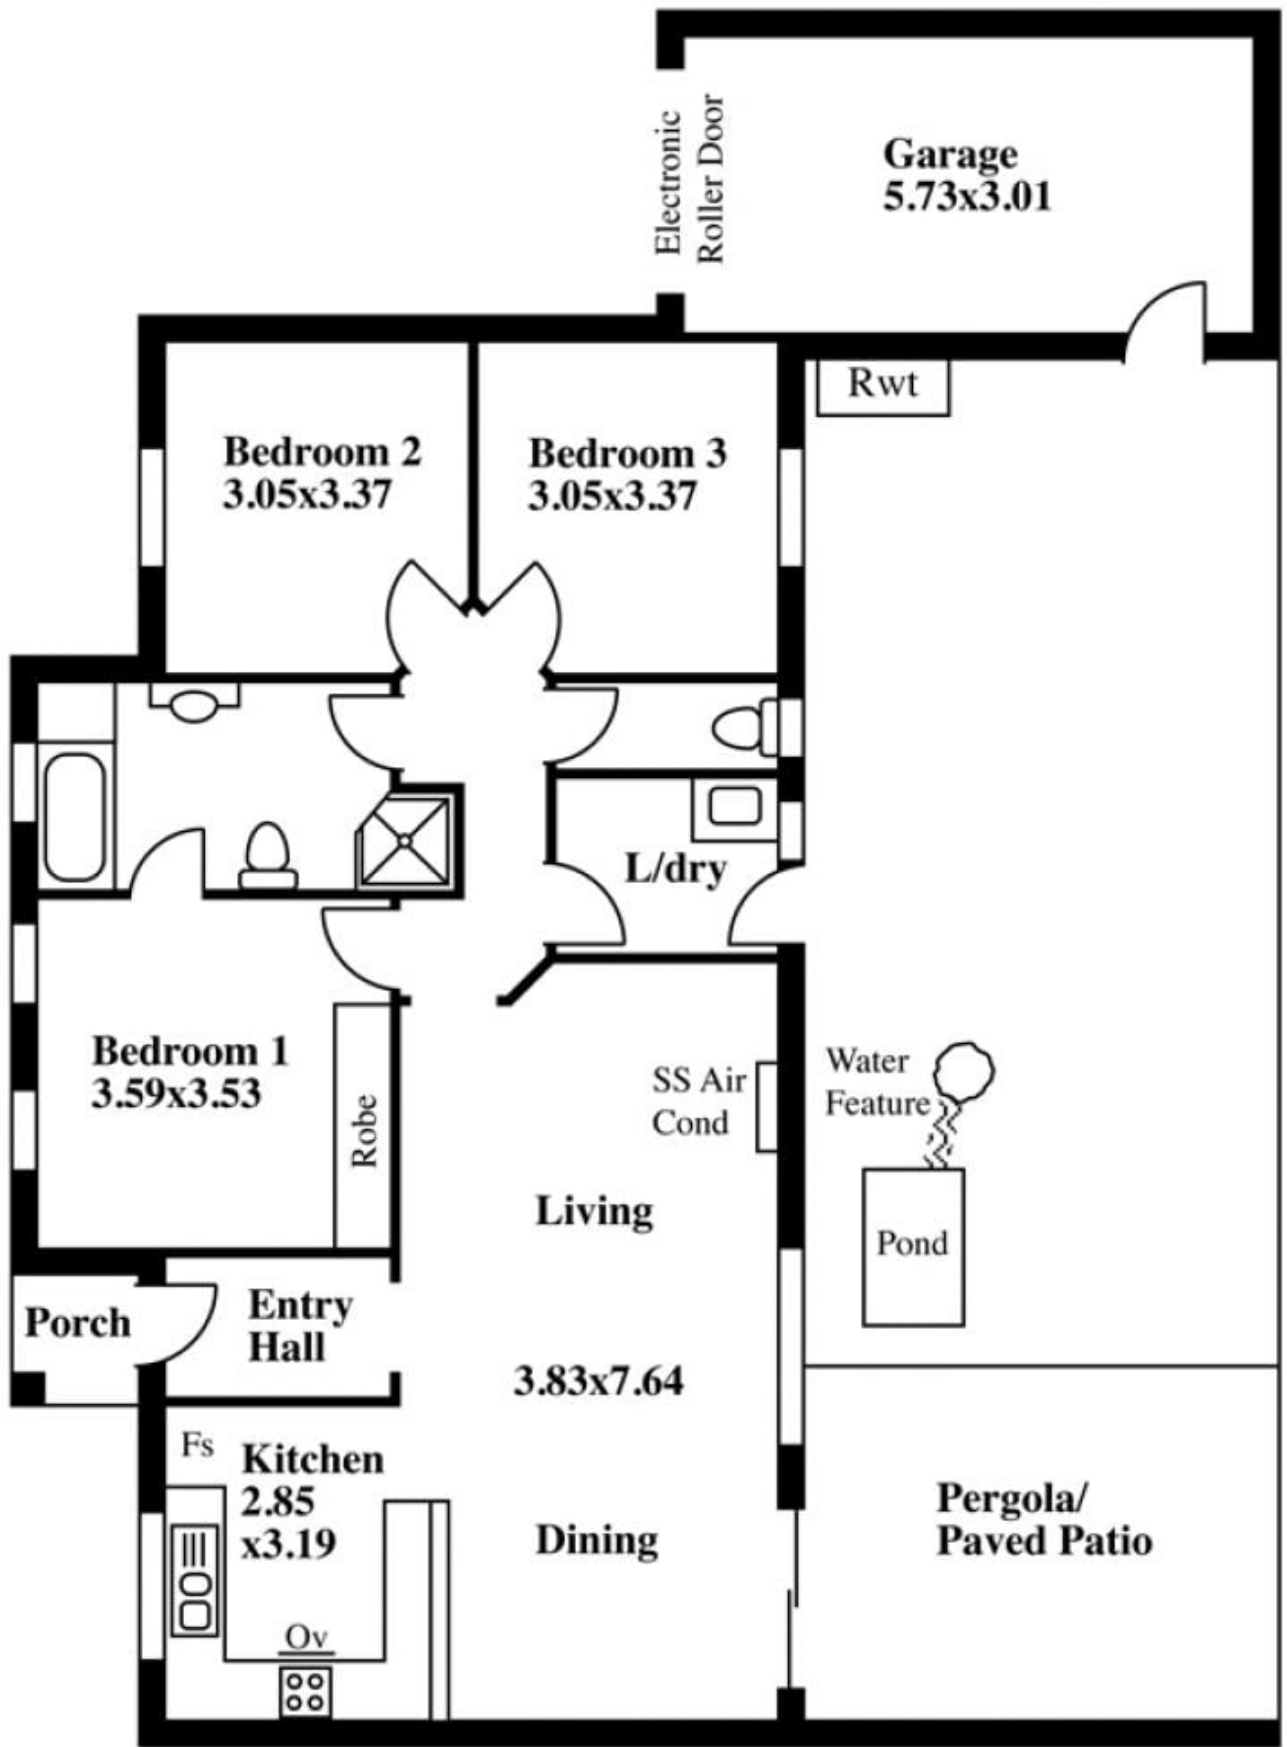 Electronic
Roller Door
Garage
5.73x3.01
Rwt
Bedroom 2
3.05x3.37
Bedroom 3
3.05x3.37
L/dry
Bedroom 1
3.59x3.53
Robe
SS Air
Cond
Water
Feature
Pond
Living
Porch
Entry
Hall
3.83x7.64
Fs
Kitchen
2.85
x3.19
Ov
Dining
Pergola/
Paved Patio